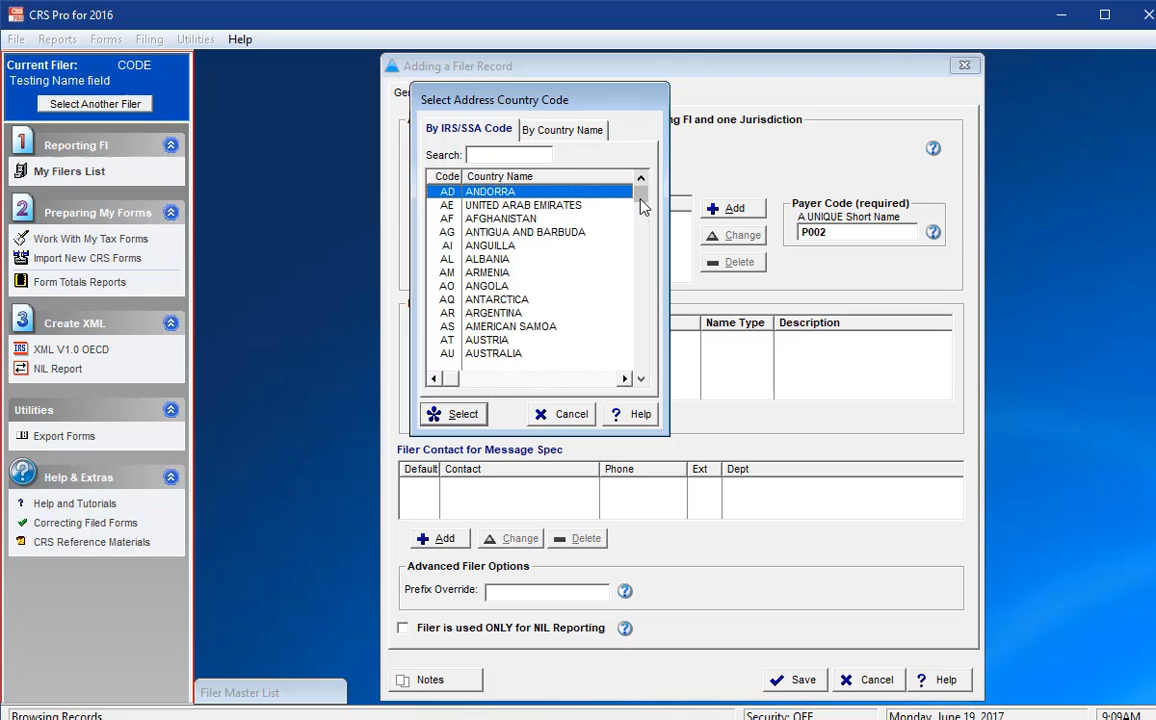 CRS Pro for 2016
File Reports Forms Filing Utilities Help
Current Filer: CODE
Testing Name field
Select Another Filer
1 Reporting FI
My Filers List
2 Preparing My Forms
Work With My Tax Forms
Import New CRS Forms
Form Totals Reports
3 Create XML
IRS XML V1.0 OECD
NIL Report
Utilities
Export Forms
Help & Extras
Help and Tutorials
Correcting Filed Forms
CRS Reference Materials
Adding a Filer Record
Select Address Country Code
By IRS/SSA Code By Country Name
Search:
Code Country Name
AD ANDORRA
AE UNITED ARAB EMIRATES
AF AFGHANISTAN
AG ANTIGUA AND BARBUDA
AI ANGUILLA
AL ALBANIA
AM ARMENIA
AO ANGOLA
AQ ANTARCTICA
AR ARGENTINA
AS AMERICAN SAMOA
AT AUSTRIA
AU AUSTRALIA
Select Cancel Help
FI and one Jurisdiction
Add
Change
Delete
Payer Code (required)
A UNIQUE Short Name
P002
Name Type Description
Filer Contact for Message Spec
Default Contact Phone Ext Dept
Add Change Delete
Advanced Filer Options
Prefix Override:
Filer is used ONLY for NIL Reporting
Notes Save Cancel Help
Filer Master List
Browsing Records Security: OFF Monday, June 19, 2017 9:09AM